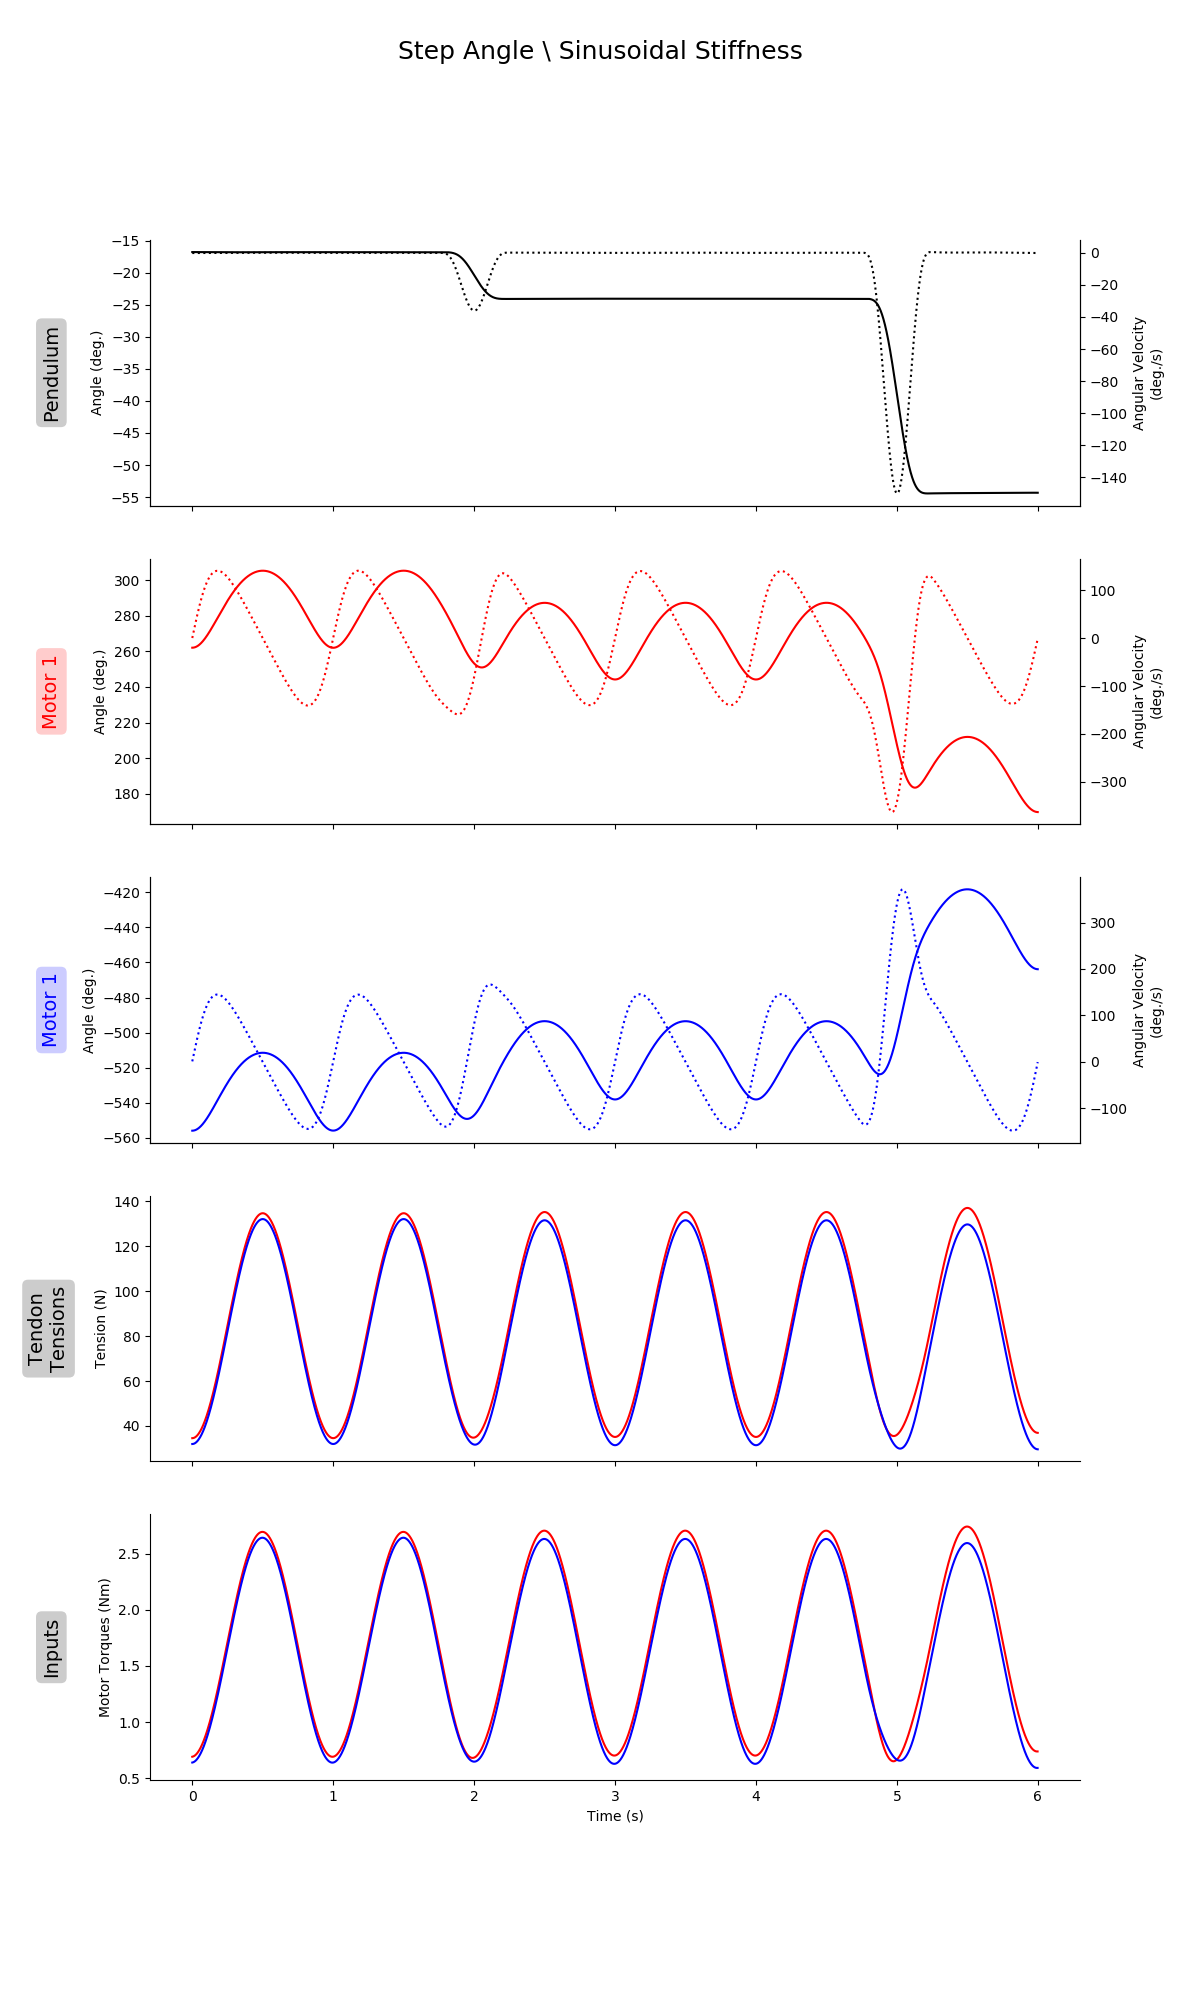 Step Angle \ Sinusoidal Stiffness
Pendulum
Angle (deg.)
−15
−20
−25
−30
−35
−40
−45
−50
−55
0
−20
−40
−60
−80
−100
−120
−140
Angular Velocity
(deg./s)
Motor 1
Angle (deg.)
300
280
260
240
220
200
180
100
0
−100
−200
−300
Angular Velocity
(deg./s)
Motor 1
Angle (deg.)
−420
−440
−460
−480
−500
−520
−540
−560
300
200
100
0
−100
Angular Velocity
(deg./s)
Tendon
Tensions
Tension (N)
140
120
100
80
60
40
Inputs
Motor Torques (Nm)
2.5
2.0
1.5
1.0
0.5
0 1 2 3 4 5 6
Time (s)